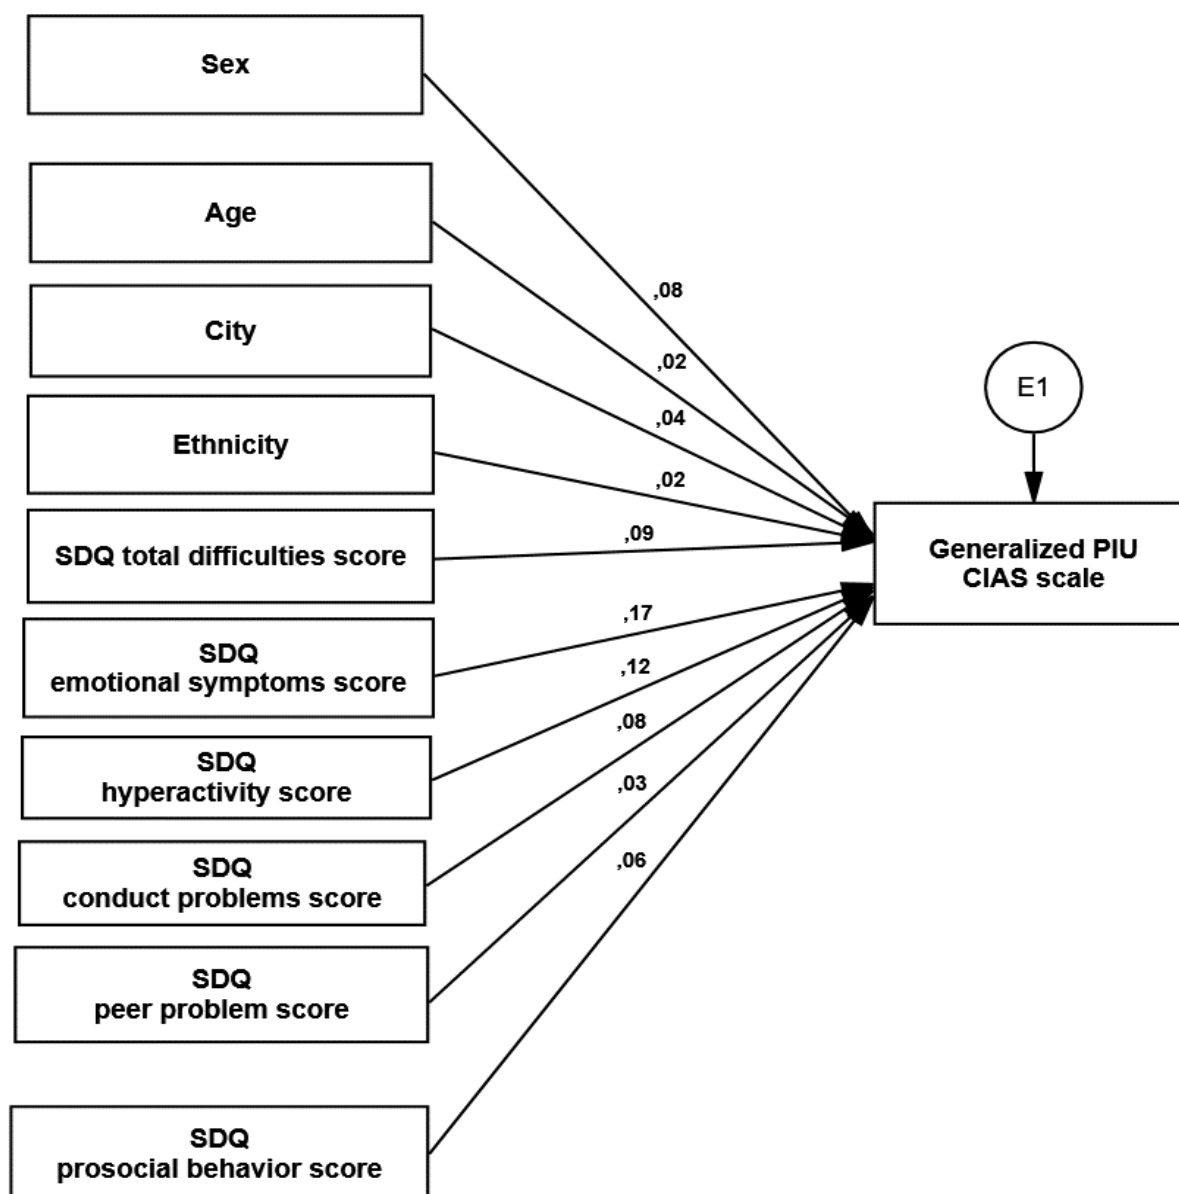 Sex
Age
City
Ethnicity
SDQ total difficulties score
SDQ
emotional symptoms score
SDQ
hyperactivity score
SDQ
conduct problems score
SDQ
peer problem score
SDQ
prosocial behavior score
,08
,02
,04
,02
,09
,17
,12
,08
,03
,06
E1
Generalized PIU
CIAS scale